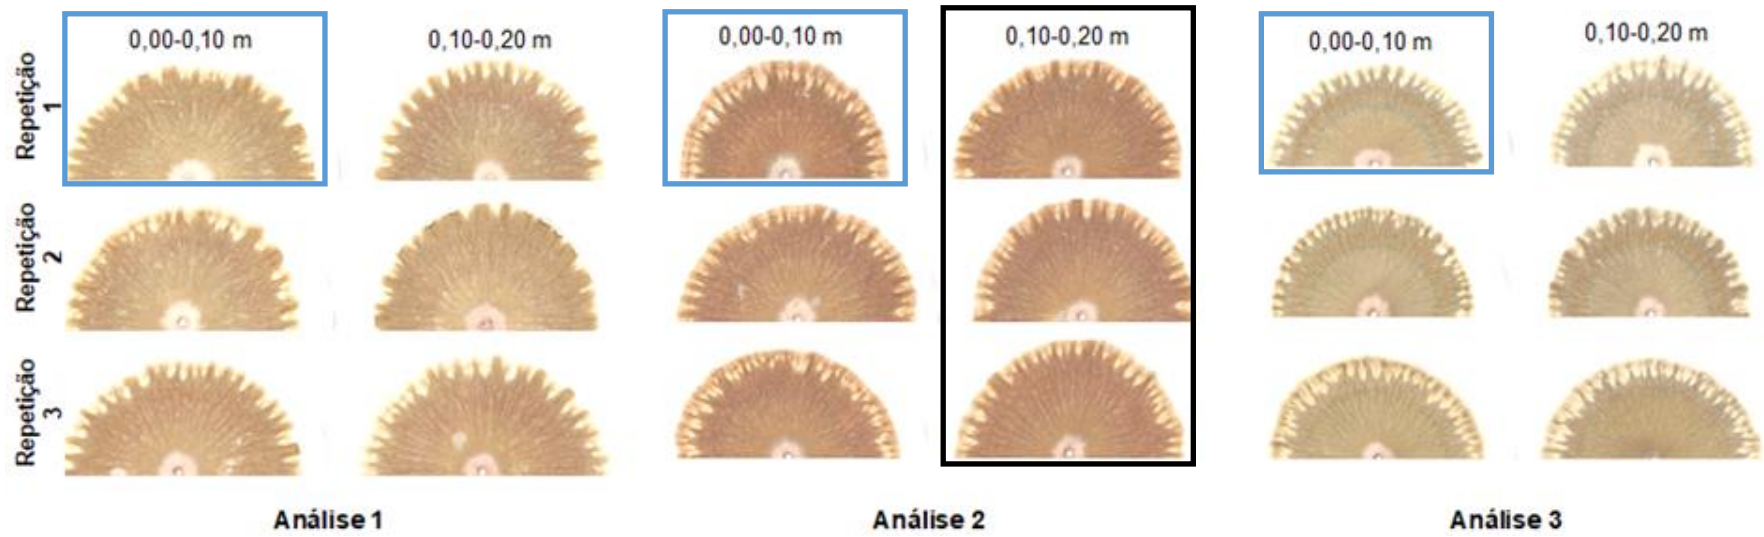 0,00-0,10 m
0,10-0,20 m
0,00-0,10 m
0,10-0,20 m
0,00-0,10 m
0,10-0,20 m
Repetição
1
Repetição
2
Repetição
3
Análise 1
Análise 2
Análise 3